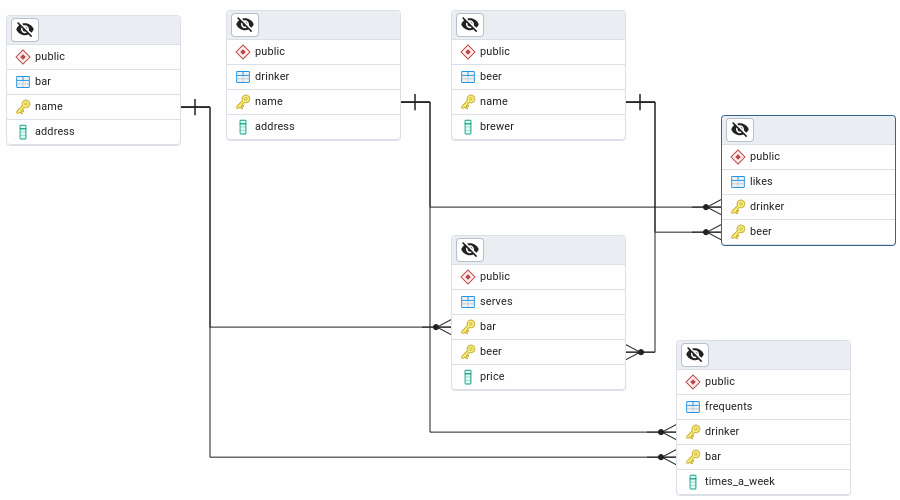 public
bar
name
address
public
drinker
name
address
public
beer
name
brewer
public
likes
drinker
beer
public
serves
bar
beer
price
public
frequents
drinker
bar
times_a_week